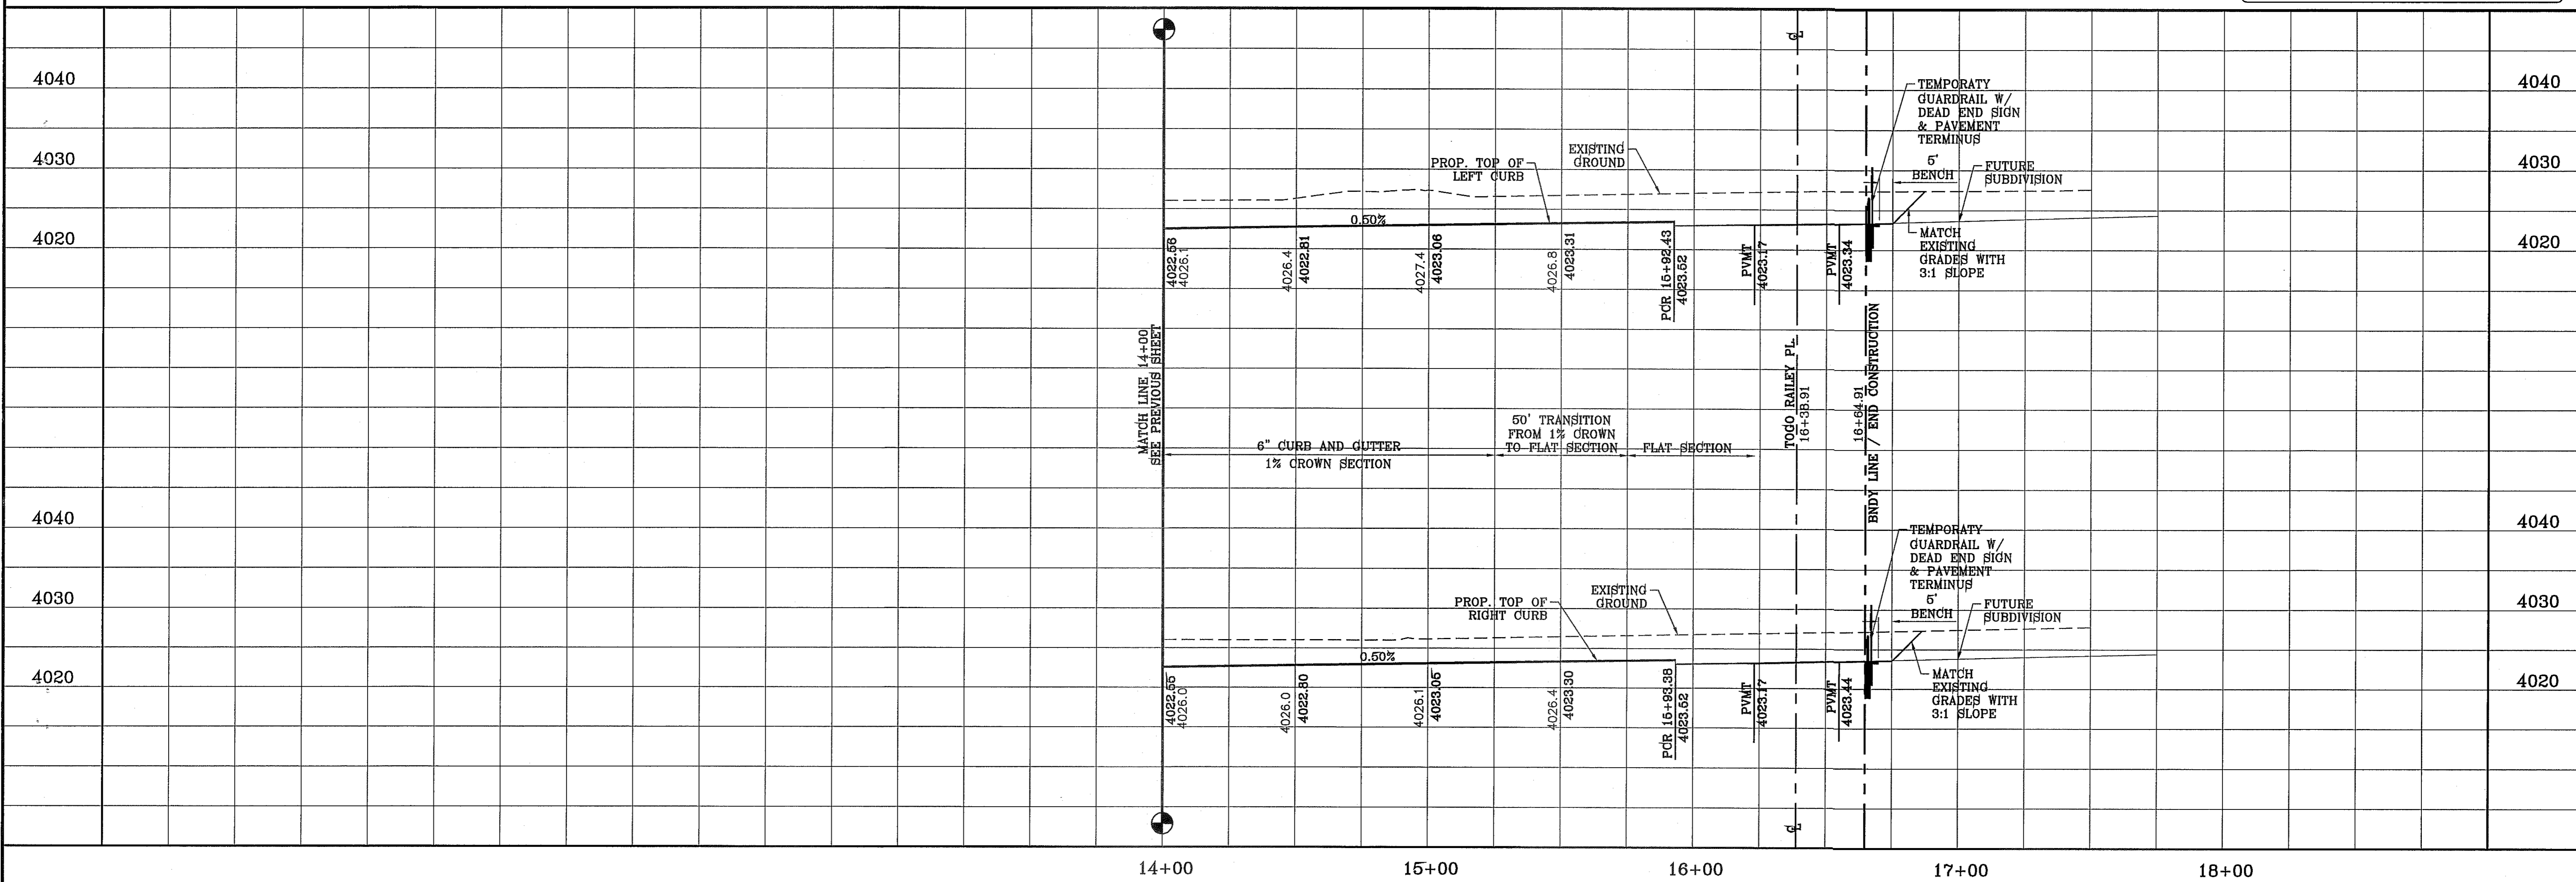 4040
4030
4020
4040
4030
4020
4040
4030
4020
4040
4030
4020
MATCH LINE 14+00
SEE PREVIOUS SHEET
PROP. TOP OF
LEFT CURB
EXISTING
GROUND
0.50%
4022.56
4026.1
4026.4
4022.81
4027.4
4023.06
4026.8
4023.31
PCR 15+92.43
4023.52
PVMT
4023.17
PVMT
4023.34
TEMPORATY
GUARDRAIL W/
DEAD END SIGN
& PAVEMENT
TERMINUS
5'
BENCH
FUTURE
SUBDIVISION
MATCH
EXISTING
GRADES WITH
3:1 SLOPE
℄
TOGO RAILEY PL.
16+38.91
16+64.91
BNDY LINE / END CONSTRUCTION
6" CURB AND GUTTER
1% CROWN SECTION
50' TRANSITION
FROM 1% CROWN
TO FLAT SECTION
FLAT SECTION
PROP. TOP OF
RIGHT CURB
EXISTING
GROUND
0.50%
4022.55
4026.0
4026.0
4022.80
4026.1
4023.05
4026.4
4023.30
PCR 15+93.38
4023.52
PVMT
4023.17
PVMT
4023.44
TEMPORATY
GUARDRAIL W/
DEAD END SIGN
& PAVEMENT
TERMINUS
5'
BENCH
FUTURE
SUBDIVISION
MATCH
EXISTING
GRADES WITH
3:1 SLOPE
℄
14+00
15+00
16+00
17+00
18+00